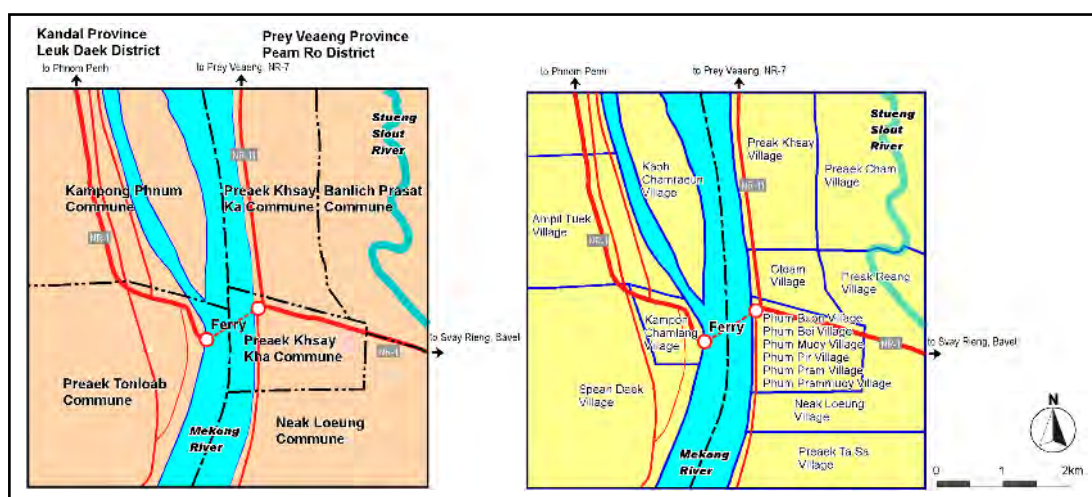 Kandal Province
Leuk Daek District
to Phnom Penh
Prey Veaeng Province
Peam Ro District
to Prey Veaeng, NR-7
Stueng
Slout
River
NR-11
Kampong Phnum
Commune
Preaek Khsay
Ka Commune
Banlich Prasat
Commune
NR-1
Ferry
Preaek Khsay
Kha Commune
NR-1
to Svay Rieng, Bavet
Preaek Tonloab
Commune
Neak Loeung
Commune
Mekong
River
to Phnom Penh
to Prey Veaeng, NR-7
Stueng
Slout
River
Preak Khsay
Village
NR-11
Kaoh
Chamraeun
Village
Preaek Cham
Village
Ampil Tuek
Village
NR-1
Gloam
Village
Preak Reang
Village
Ferry
Kampong
Chamlang
Village
Phum Buon Village
Phum Bei Village
Phum Muoy Village
Phum Pir Village
Phum Pram Village
Phum Prammuoy Village
NR-1
to Svay Rieng, Bavet
Spean Daek
Village
Neak Loeung
Village
Mekong
River
Preaek Ta Sa
Village
N
0 1 2km